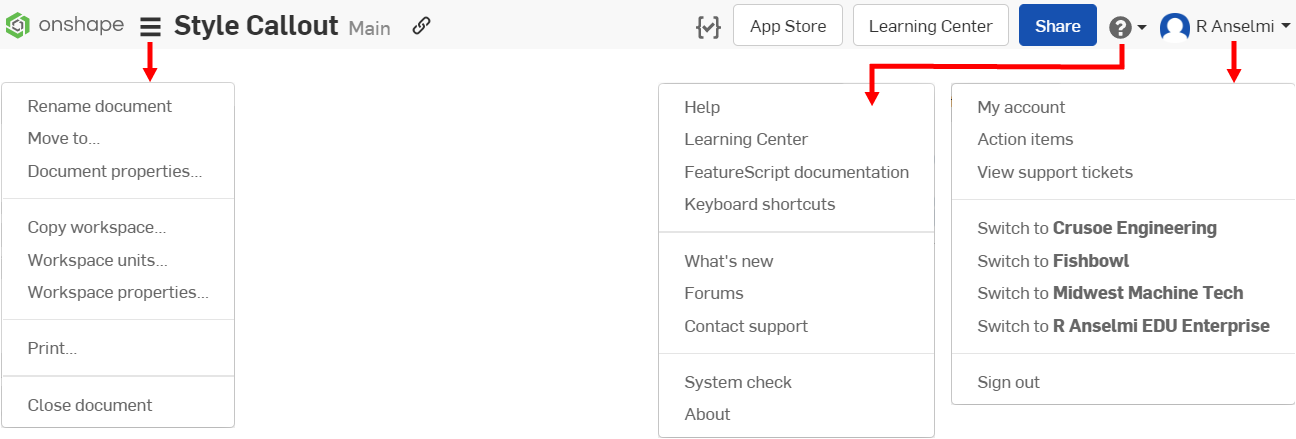 onshape Style Callout Main App Store Learning Center Share R Anselmi
Rename document
Move to...
Document properties...
Copy workspace...
Workspace units...
Workspace properties...
Print...
Close document
Help
Learning Center
FeatureScript documentation
Keyboard shortcuts
What's new
Forums
Contact support
System check
About
My account
Action items
View support tickets
Switch to Crusoe Engineering
Switch to Fishbowl
Switch to Midwest Machine Tech
Switch to R Anselmi EDU Enterprise
Sign out